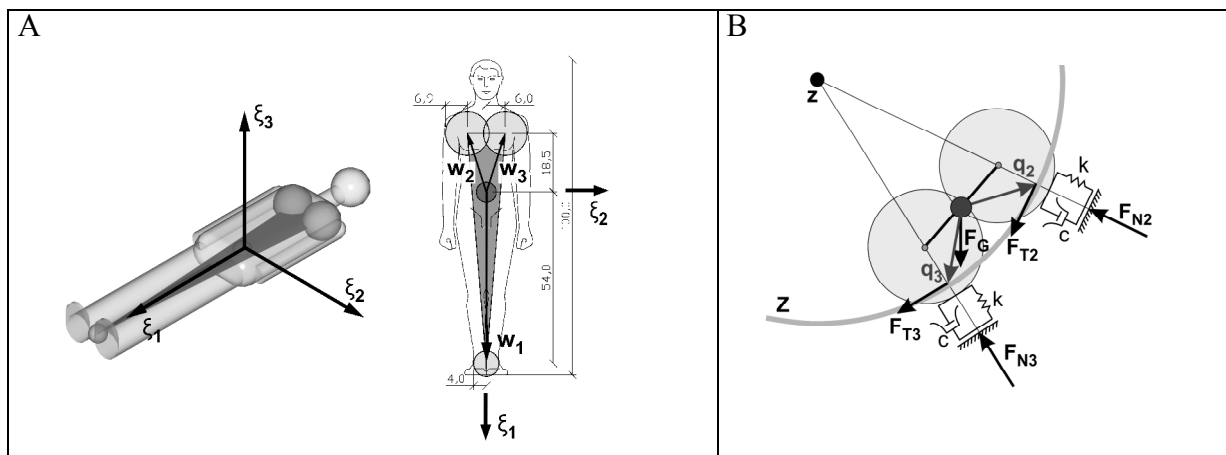 A
ξ3
ξ2
ξ1
6,9
6,0
w2
w3
18,5
ξ2
54,0
w1
4,0
ξ1
B
z
q2
k
c
FN2
FT2
FG
q3
Z
FT3
k
c
FN3